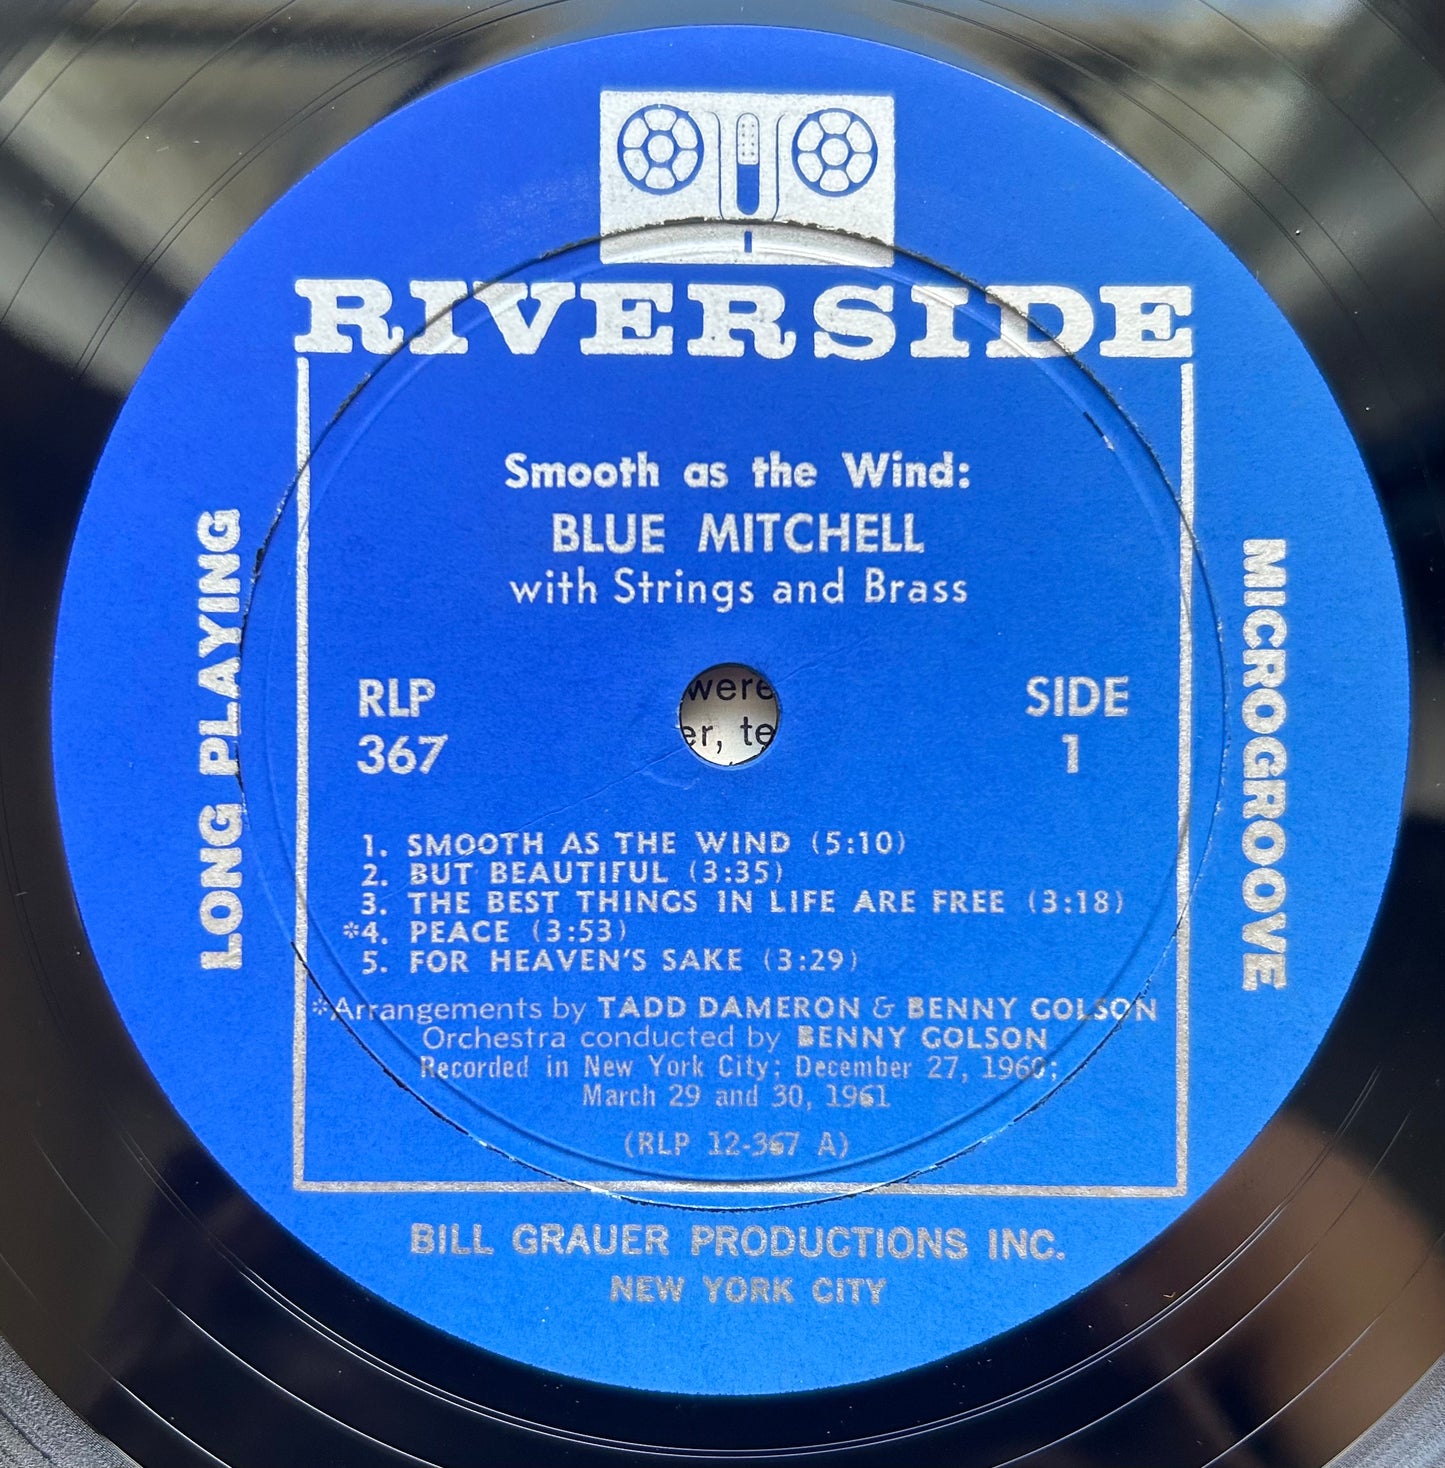 RIVERSIDE
Smooth as the Wind:
BLUE MITCHELL
with Strings and Brass
LONG PLAYING
MICROGROOVE
RLP
367
SIDE
1
were
er, te
1. SMOOTH AS THE WIND (5:10)
2. BUT BEAUTIFUL (3:35)
3. THE BEST THINGS IN LIFE ARE FREE (3:18)
*4. PEACE (3:53)
5. FOR HEAVEN'S SAKE (3:29)
*Arrangements by TADD DAMERON & BENNY GOLSON
Orchestra conducted by BENNY GOLSON
Recorded in New York City; December 27, 1960;
March 29 and 30, 1961
(RLP 12-367 A)
BILL GRAUER PRODUCTIONS INC.
NEW YORK CITY